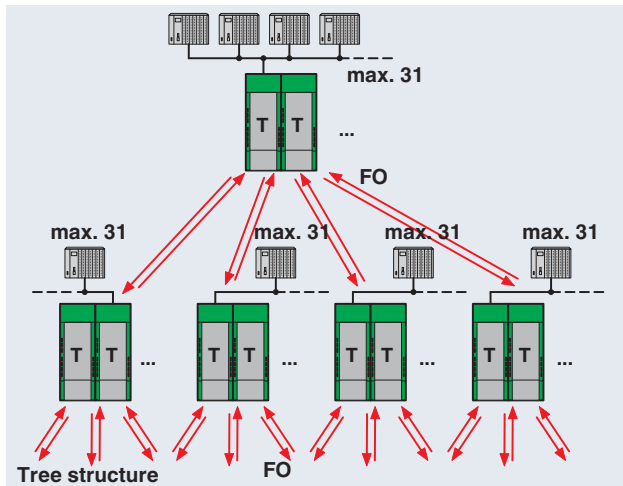 max. 31
T T ...
FO
max. 31 max. 31 max. 31 max. 31
T T ... T T ... T T ... T T ...
Tree structure FO